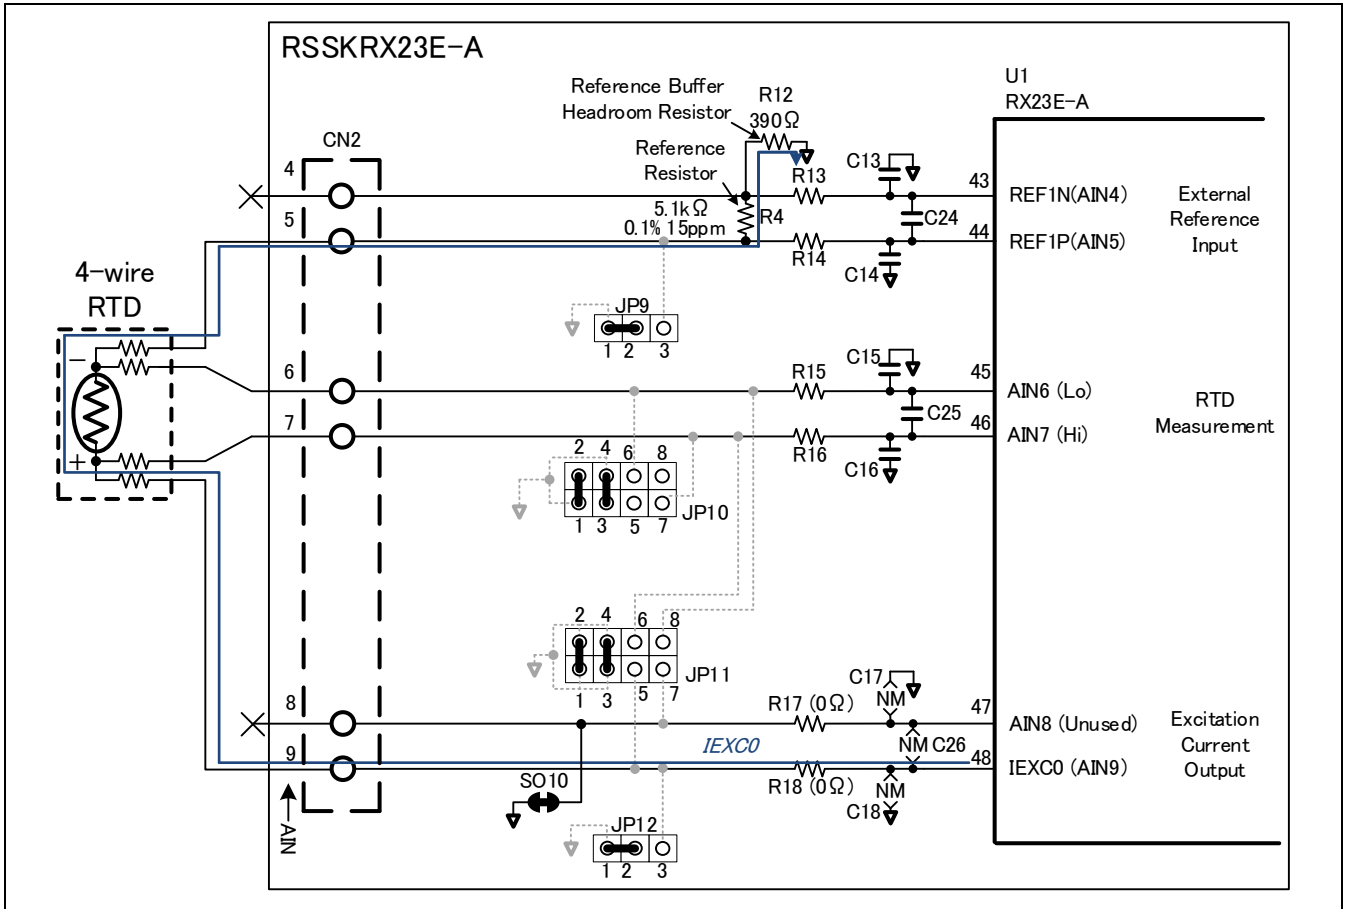 RSSKRX23E-A
U1
RX23E-A
Reference Buffer
Headroom Resistor
R12
390Ω
CN2
Reference
Resistor
4
C13
R13
43
REF1N(AIN4)
External
Reference
Input
5
5.1kΩ
0.1% 15ppm
R4
C24
44
REF1P(AIN5)
R14
C14
4-wire
RTD
JP9
1 2 3
−
6
R15
C15
45
AIN6 (Lo)
RTD
Measurement
C25
7
46
AIN7 (Hi)
+
R16
C16
2 4 6 8
JP10
1 3 5 7
2 4 6 8
JP11
1 3 5 7
8
R17 (0Ω)
C17
NM
47
AIN8 (Unused)
Excitation
Current
Output
IEXC0
NM C26
9
48
IEXC0 (AIN9)
R18 (0Ω)
NM
C18
SO10
AIN
JP12
1 2 3